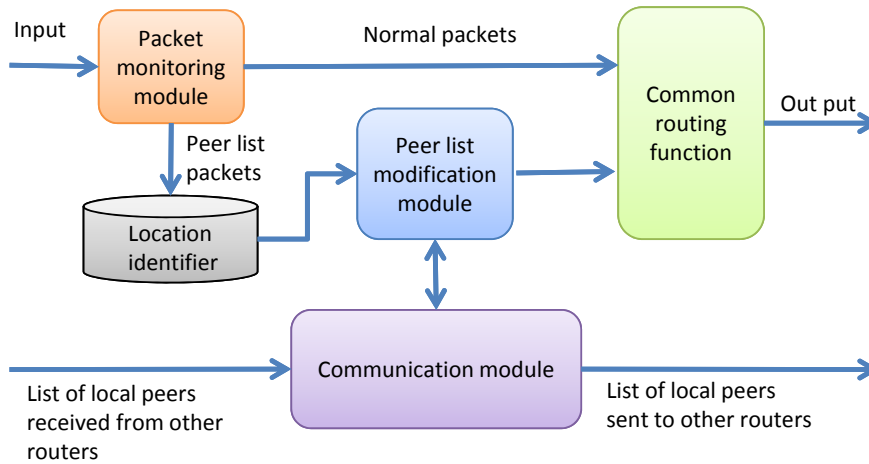 Input
Packet
monitoring
module
Normal packets
Common
routing
function
Out put
Peer list
packets
Peer list
modification
module
Location
identifier
Communication module
List of local peers
received from other
routers
List of local peers
sent to other routers